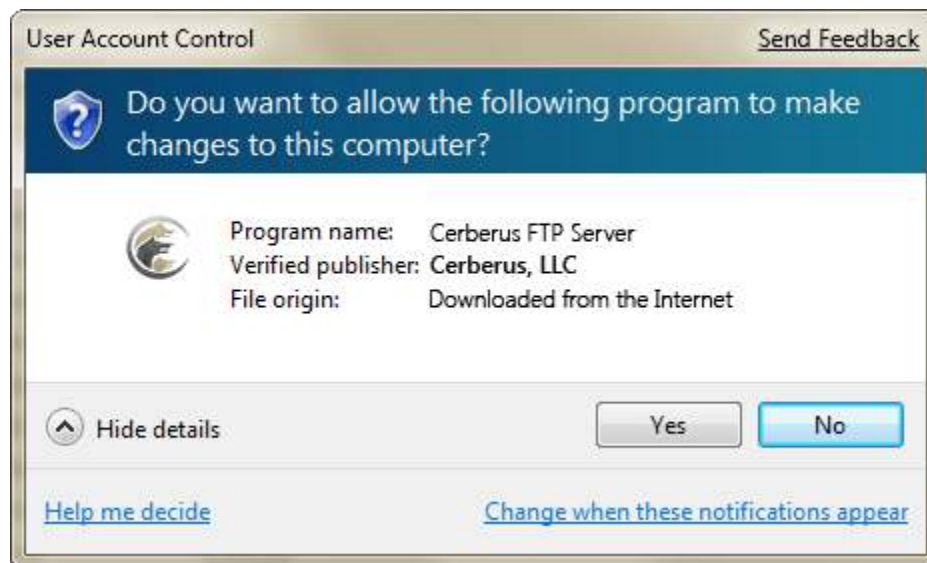 User Account Control Send Feedback
Do you want to allow the following program to make
changes to this computer?
Program name: Cerberus FTP Server
Verified publisher: Cerberus, LLC
File origin: Downloaded from the Internet
Hide details Yes No
Help me decide Change when these notifications appear